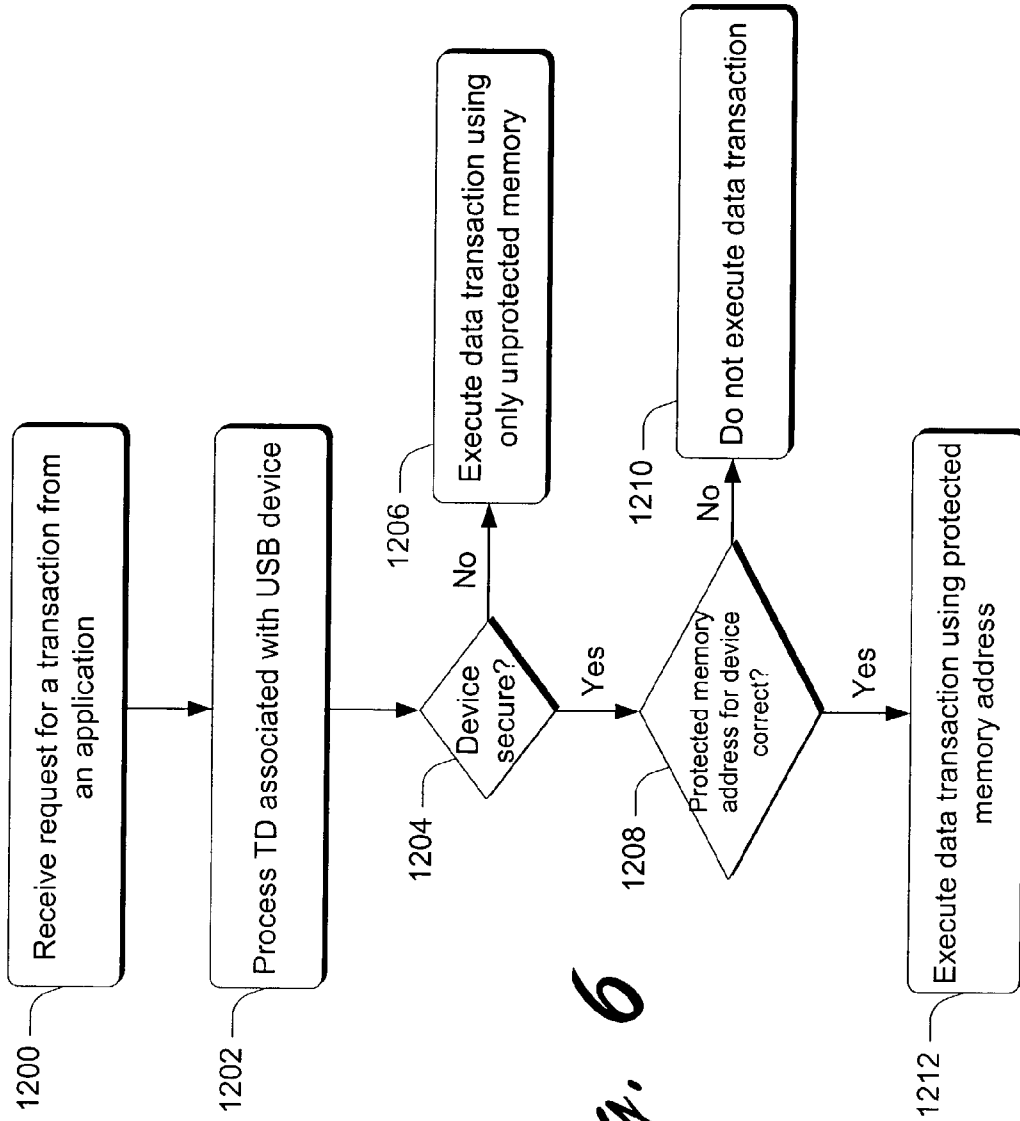 1200
Receive request for a transaction from
an application
1202
Process TD associated with USB device
1204
Device
secure?
No
1206
Execute data transaction using
only unprotected memory
Yes
1208
Protected memory
address for device
correct?
No
1210
Do not execute data transaction
Yes
1212
Execute data transaction using protected
memory address
6